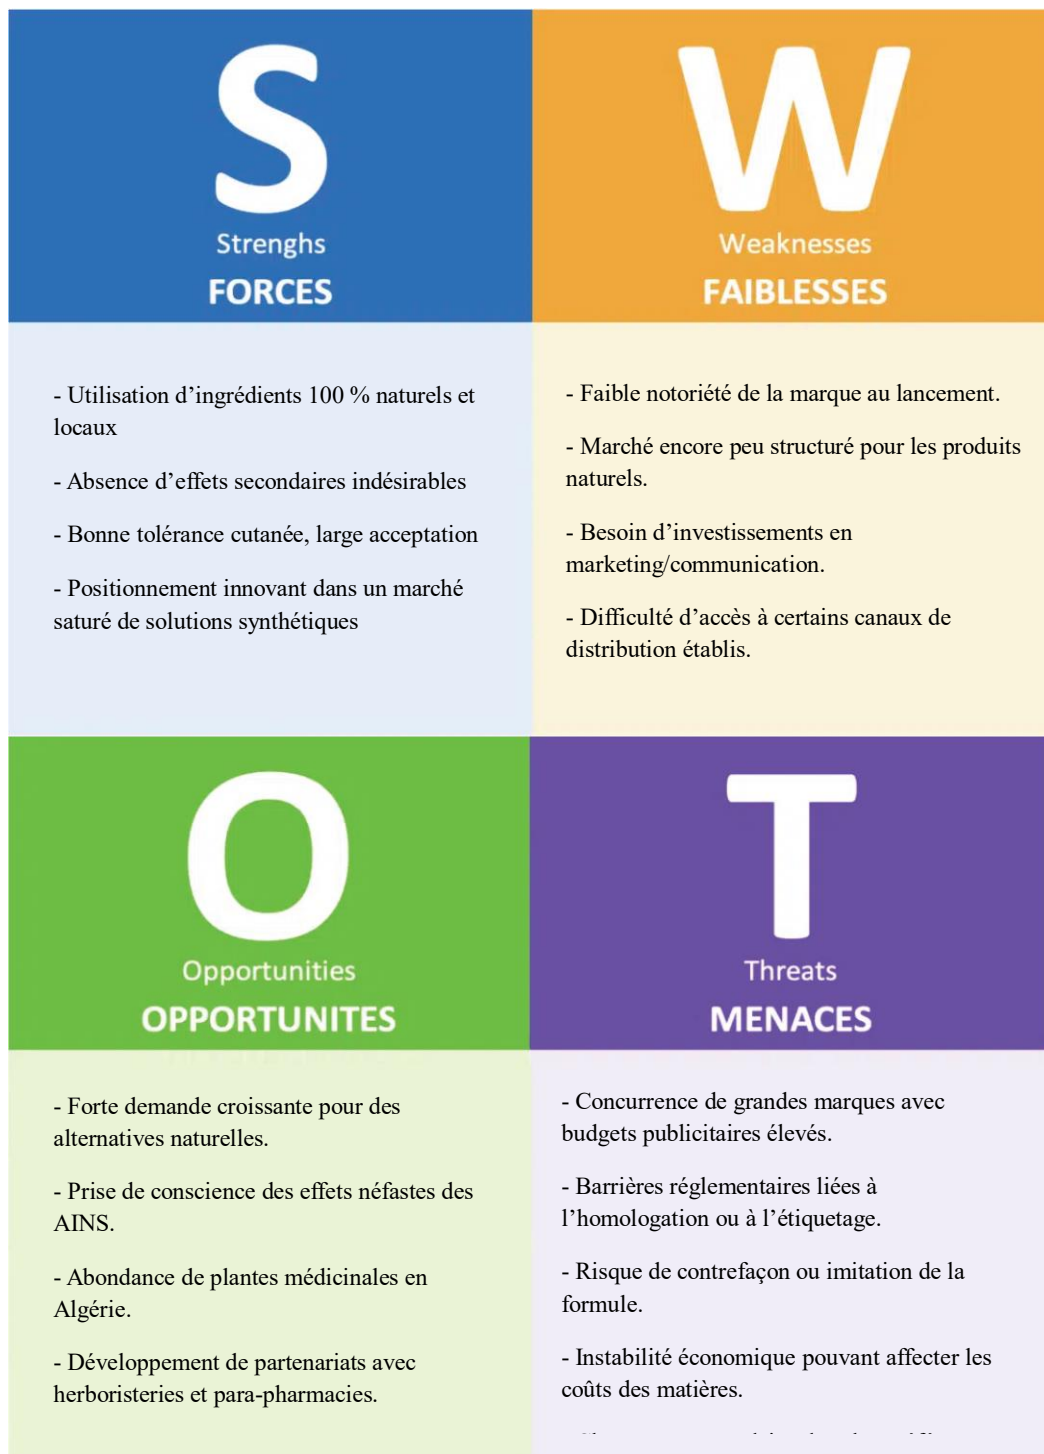 S
Strenghs
FORCES
- Utilisation d’ingrédients 100 % naturels et
locaux
- Absence d’effets secondaires indésirables
- Bonne tolérance cutanée, large acceptation
- Positionnement innovant dans un marché
saturé de solutions synthétiques
W
Weaknesses
FAIBLESSES
- Faible notoriété de la marque au lancement.
- Marché encore peu structuré pour les produits
naturels.
- Besoin d’investissements en
marketing/communication.
- Difficulté d’accès à certains canaux de
distribution établis.
O
Opportunities
OPPORTUNITES
- Forte demande croissante pour des
alternatives naturelles.
- Prise de conscience des effets néfastes des
AINS.
- Abondance de plantes médicinales en
Algérie.
- Développement de partenariats avec
herboristeries et para-pharmacies.
T
Threats
MENACES
- Concurrence de grandes marques avec
budgets publicitaires élevés.
- Barrières réglementaires liées à
l’homologation ou à l’étiquetage.
- Risque de contrefaçon ou imitation de la
formule.
- Instabilité économique pouvant affecter les
coûts des matières.